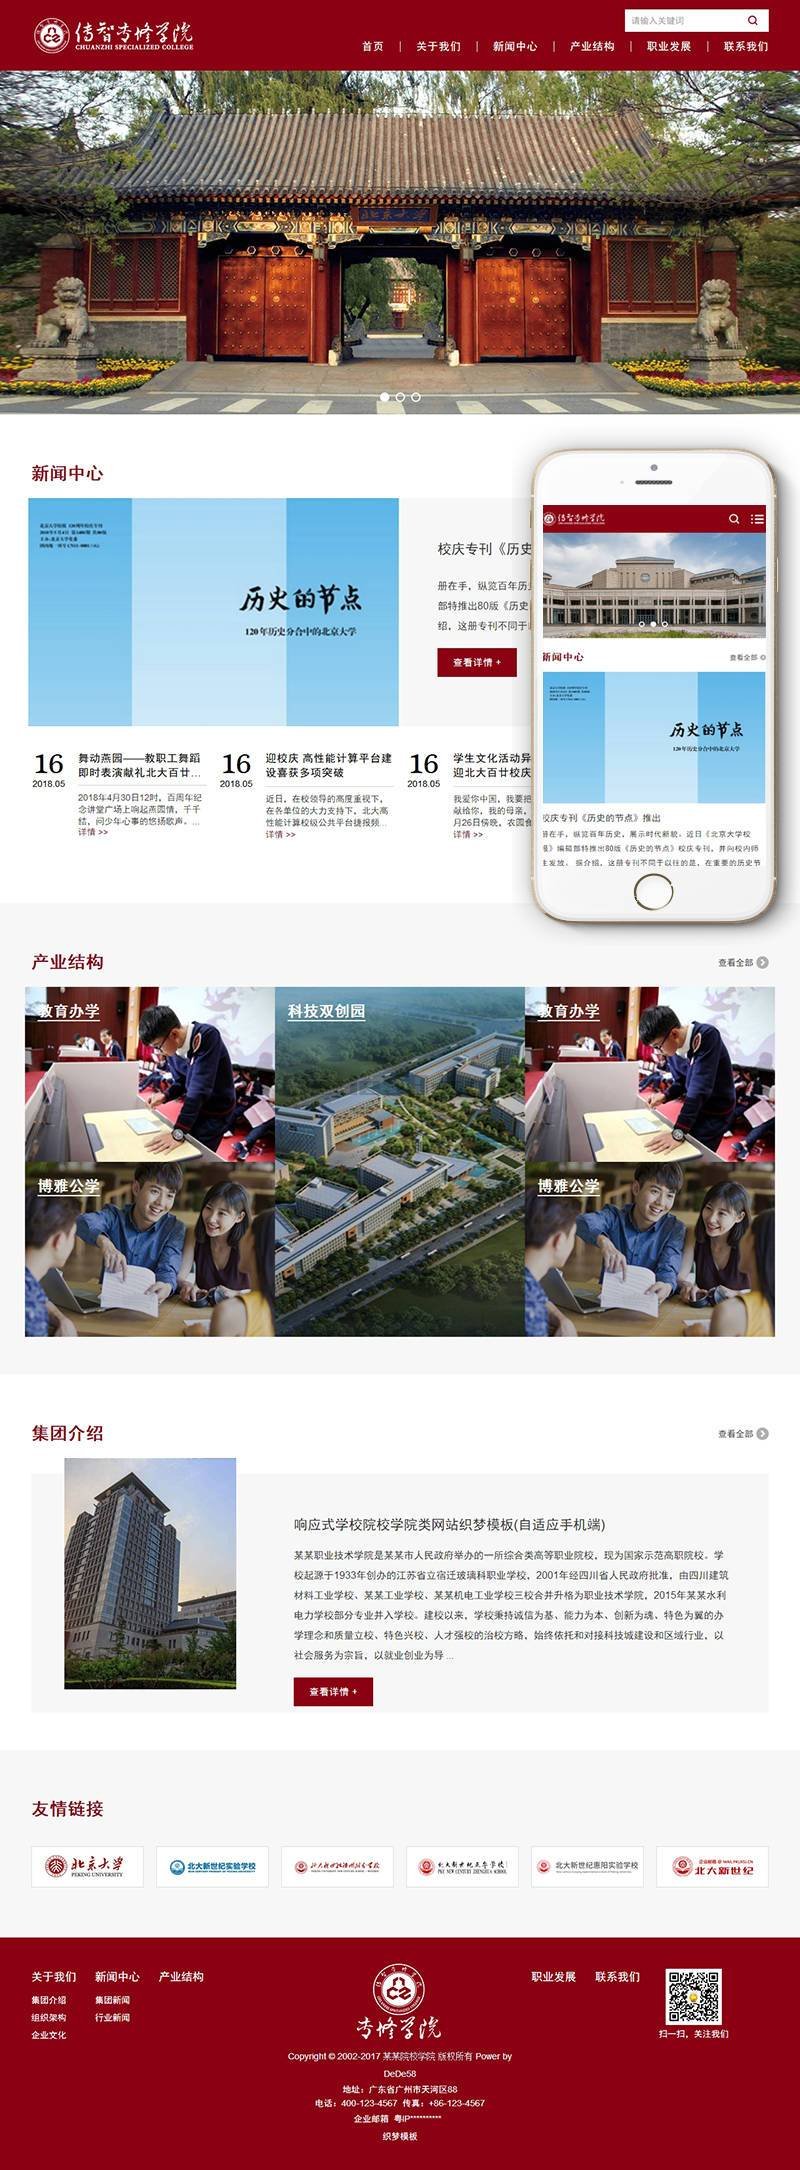 传智专修学院
CHUANZHI SPECIALIZED COLLEGE
请输入关键词
首页 关于我们 新闻中心 产业结构 职业发展 联系我们
北京大学
新闻中心
历史的节点
120年历史分合中的北京大学
校庆专刊《历史
册在手，纵览百年历史
部特推出80版《历史
绍，这册专刊不同于
查看详情 +
16
2018.05
舞动燕园——教职工舞蹈
即时表演献礼北大百廿...
2018年4月30日12时，百周年纪
念讲堂广场上响起燕园情，千千
结，问少年心事的悠扬歌声。...
详情 >>
16
2018.05
迎校庆 高性能计算平台建
设喜获多项突破
近日，在校领导的高度重视下，
在各单位的大力支持下，北大高
性能计算校级公共平台捷报频...
详情 >>
16
2018.05
学生文化活动异
迎北大百廿校庆
我爱你中国，我要把
献给你，我的母亲，
月26日傍晚，农园食
详情 >>
传智专修学院
新闻中心
查看全部
历史的节点
120年历史分合中的北京大学
校庆专刊《历史的节点》推出
册在手，纵览百年历史，展示时代新貌。近日《北京大学校
报》编辑部特推出80版《历史的节点》校庆专刊，并向校内师
生发放。 据介绍，这册专刊不同于以往的是，在重要的历史节
产业结构
查看全部
教育办学
科技双创园
教育办学
博雅公学
博雅公学
集团介绍
查看全部
响应式学校院校学院类网站织梦模板(自适应手机端)
某某职业技术学院是某某市人民政府举办的一所综合类高等职业院校，现为国家示范高职院校。学
校起源于1933年创办的江苏省立宿迁玻璃科职业学校，2001年经四川省人民政府批准，由四川建筑
材料工业学校、某某工业学校、某某机电工业学校三校合并升格为职业技术学院，2015年某某水利
电力学校部分专业并入学校。建校以来，学校秉持诚信为基、能力为本、创新为魂、特色为翼的办
学理念和质量立校、特色兴校、人才强校的治校方略，始终依托和对接科技城建设和区域行业，以
社会服务为宗旨，以就业创业为导 ...
查看详情 +
友情链接
北京大学
PEKING UNIVERSITY
北大新世纪实验学校
北大新世纪惠阳实验学校
北大新世纪
关于我们 新闻中心 产业结构
集团介绍 集团新闻
组织架构 行业新闻
企业文化
专修学院
职业发展 联系我们
扫一扫，关注我们
Copyright © 2002-2017 某某院校学院 版权所有 Power by
DeDe58
地址：广东省广州市天河区88
电话：400-123-4567 传真：+86-123-4567
企业邮箱 粤IP**********
织梦模板